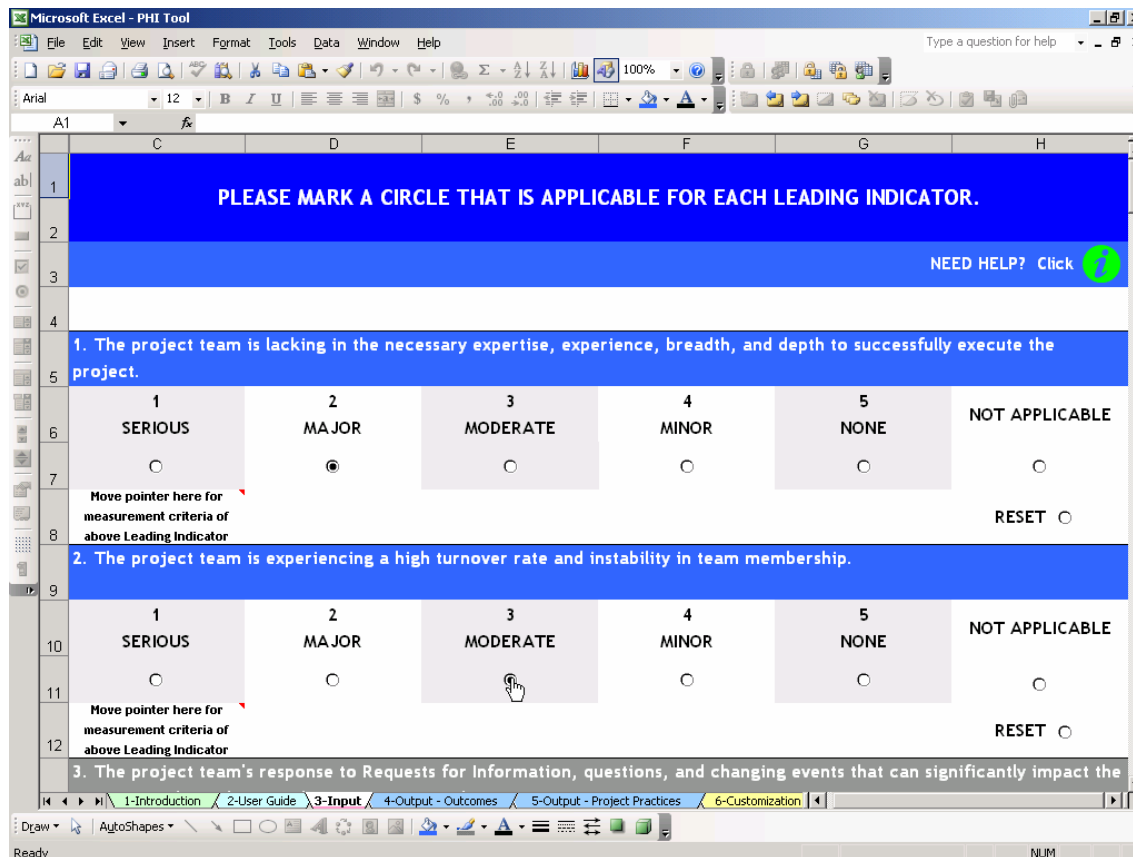 Microsoft Excel - PHI Tool
File Edit View Insert Format Tools Data Window Help
Type a question for help
100%
Arial 12 B I U $ % ,
A1 fx
C D E F G H
1 PLEASE MARK A CIRCLE THAT IS APPLICABLE FOR EACH LEADING INDICATOR.
2
3 NEED HELP? Click i
4
1. The project team is lacking in the necessary expertise, experience, breadth, and depth to successfully execute the
5 project.
1 2 3 4 5 NOT APPLICABLE
6 SERIOUS MAJOR MODERATE MINOR NONE
7
Move pointer here for
measurement criteria of RESET
8 above Leading Indicator
2. The project team is experiencing a high turnover rate and instability in team membership.
9
1 2 3 4 5 NOT APPLICABLE
10 SERIOUS MAJOR MODERATE MINOR NONE
11
Move pointer here for
measurement criteria of RESET
12 above Leading Indicator
3. The project team's response to Requests for Information, questions, and changing events that can significantly impact the
1-Introduction 2-User Guide 3-Input 4-Output - Outcomes 5-Output - Project Practices 6-Customization
Draw AutoShapes A
Ready NUM